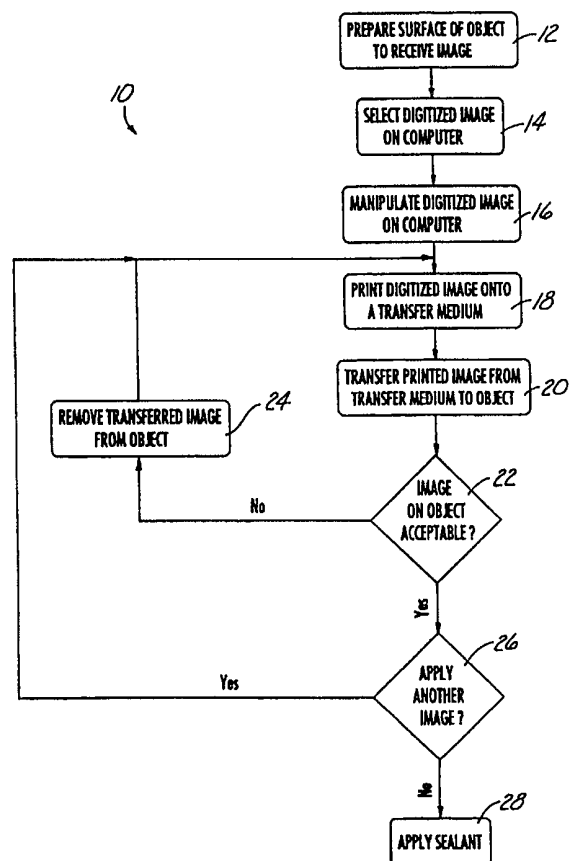 PREPARE SURFACE OF OBJECT
TO RECEIVE IMAGE
12
10
SELECT DIGITIZED IMAGE
ON COMPUTER
14
MANIPULATE DIGITIZED IMAGE
ON COMPUTER
16
PRINT DIGITIZED IMAGE ONTO
A TRANSFER MEDIUM
18
TRANSFER PRINTED IMAGE FROM
TRANSFER MEDIUM TO OBJECT
20
REMOVE TRANSFERRED IMAGE
FROM OBJECT
24
IMAGE
ON OBJECT
ACCEPTABLE ?
22
No
Yes
APPLY
ANOTHER
IMAGE ?
26
Yes
No
APPLY SEALANT
28